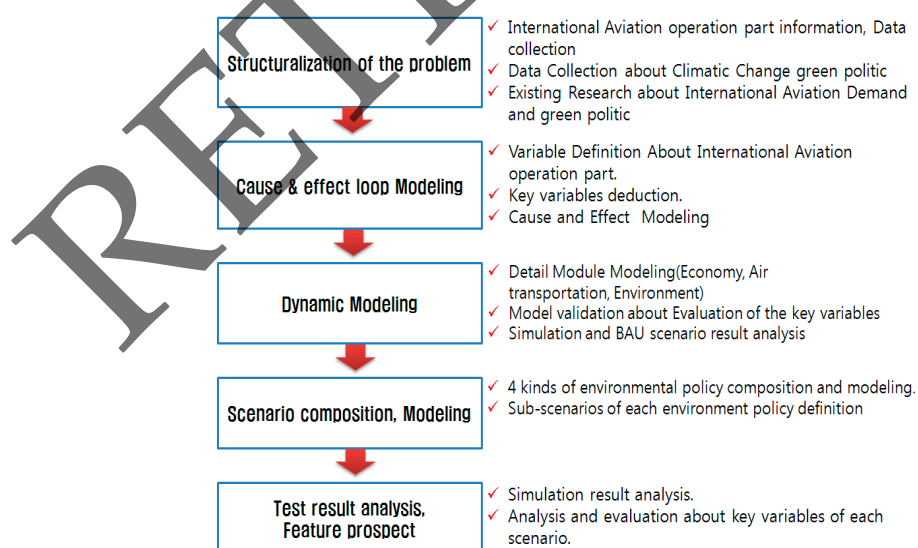 Structuralization of the problem
✓ International Aviation operation part information, Data
collection
✓ Data Collection about Climatic Change green politic
✓ Existing Research about International Aviation Demand
and green politic
Cause & effect loop Modeling
✓ Variable Definition About International Aviation
operation part.
✓ Key variables deduction.
✓ Cause and Effect Modeling
Dynamic Modeling
✓ Detail Module Modeling(Economy, Air
transportation, Environment)
✓ Model validation about Evaluation of the key variables
✓ Simulation and BAU scenario result analysis
Scenario composition, Modeling
✓ 4 kinds of environmental policy composition and modeling.
✓ Sub-scenarios of each environment policy definition
Test result analysis,
Feature prospect
✓ Simulation result analysis.
✓ Analysis and evaluation about key variables of each
scenario.
RET